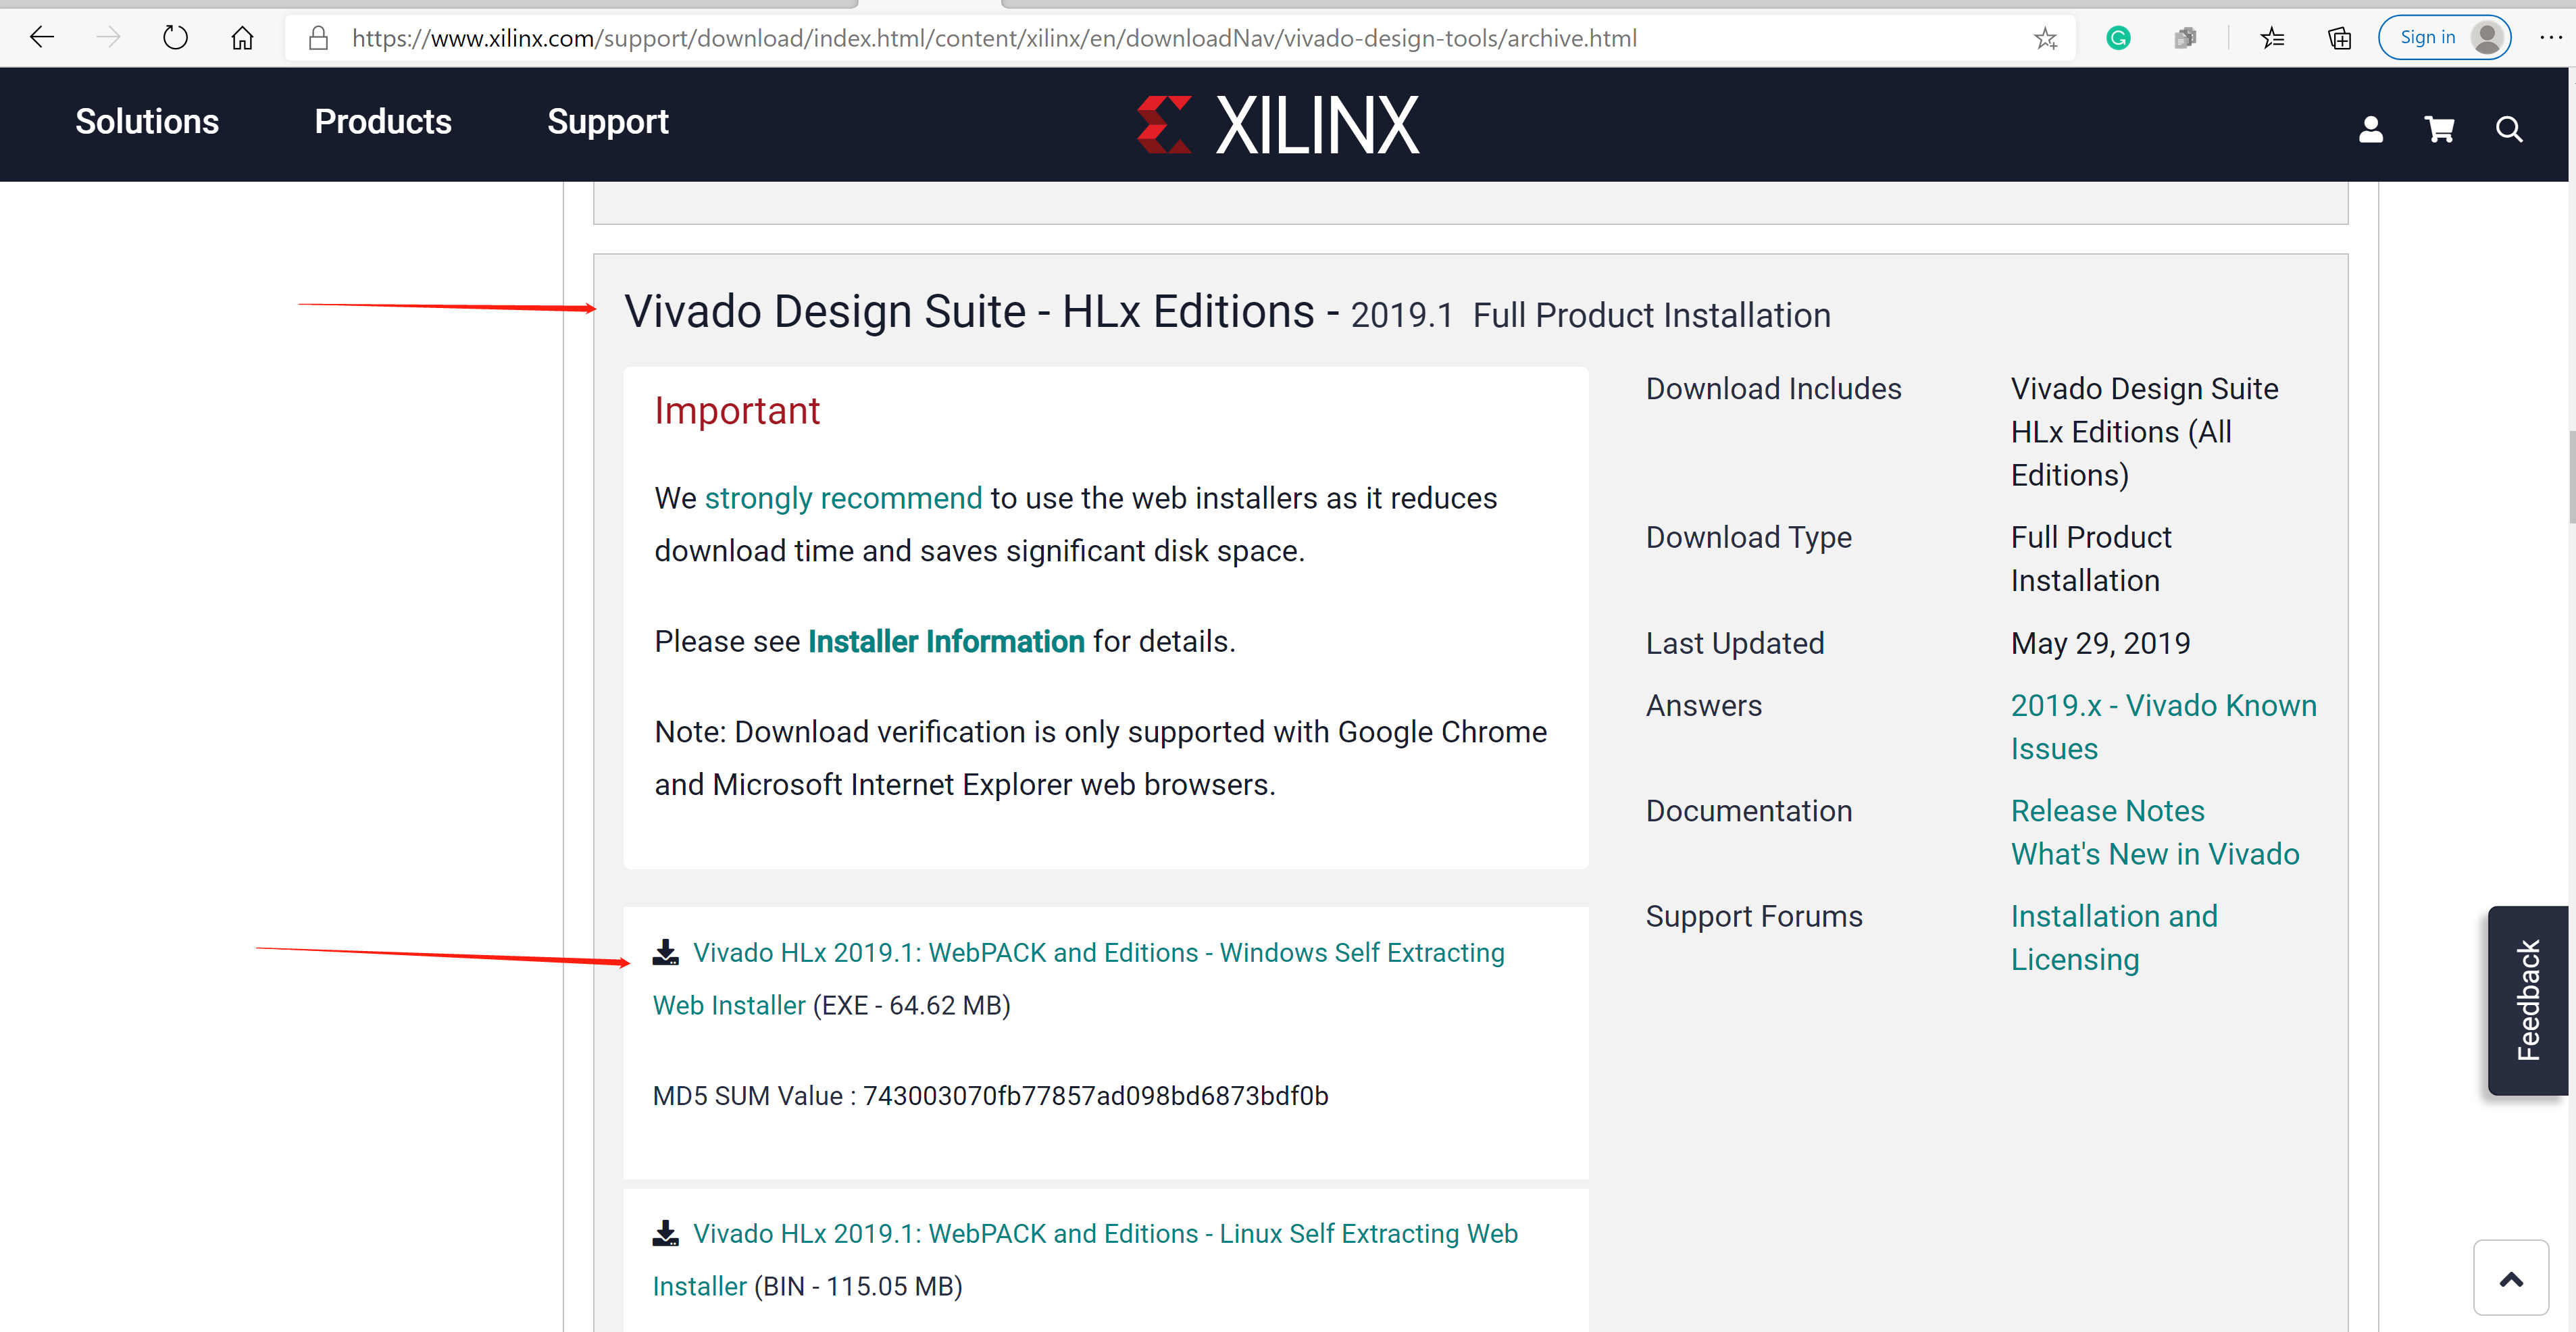 https://www.xilinx.com/support/download/index.html/content/xilinx/en/downloadNav/vivado-design-tools/archive.html
Sign in
Solutions
Products
Support
XILINX
Vivado Design Suite - HLx Editions - 2019.1 Full Product Installation
Important
We strongly recommend to use the web installers as it reduces
download time and saves significant disk space.
Please see Installer Information for details.
Note: Download verification is only supported with Google Chrome
and Microsoft Internet Explorer web browsers.
Vivado HLx 2019.1: WebPACK and Editions - Windows Self Extracting
Web Installer (EXE - 64.62 MB)
MD5 SUM Value : 743003070fb77857ad098bd6873bdf0b
Vivado HLx 2019.1: WebPACK and Editions - Linux Self Extracting Web
Installer (BIN - 115.05 MB)
Download Includes
Vivado Design Suite
HLx Editions (All
Editions)
Download Type
Full Product
Installation
Last Updated
May 29, 2019
Answers
2019.x - Vivado Known
Issues
Documentation
Release Notes
What's New in Vivado
Support Forums
Installation and
Licensing
Feedback